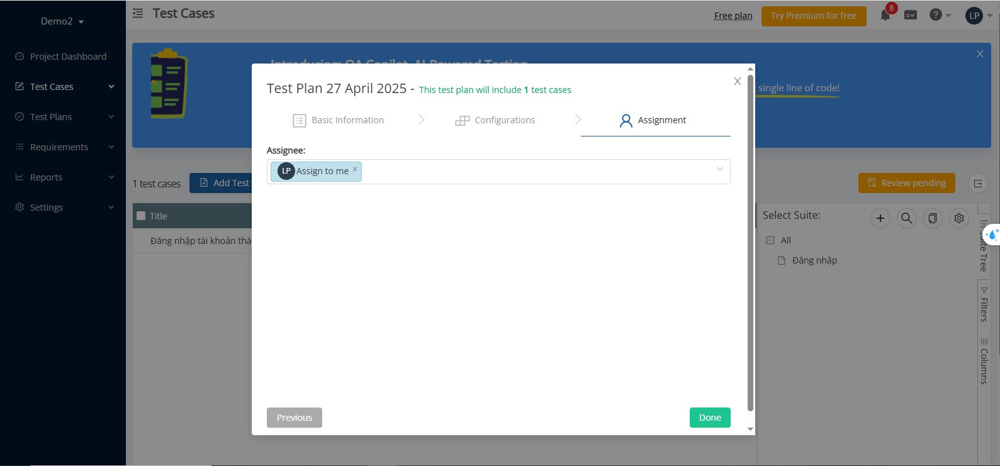 Demo2
Project Dashboard
Test Cases
Test Plans
Requirements
Reports
Settings
Test Cases
Free plan
Try Premium for free
8
LP
single line of code!
1 test cases
Add Test
Review pending
Title
Đăng nhập tài khoản thà
Test Plan 27 April 2025 - This test plan will include 1 test cases
Basic Information
Configurations
Assignment
Assignee:
LP Assign to me
Previous
Done
Select Suite:
All
Đăng nhập
Filters
Columns